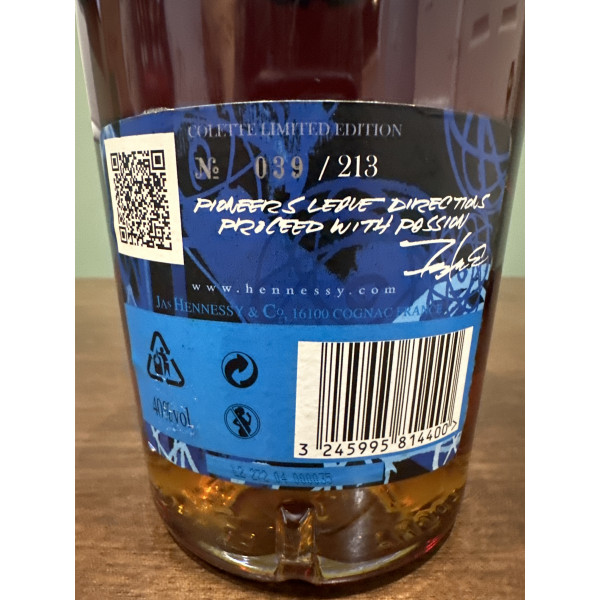 COLETTE LIMITED EDITION
№ 039 / 213
PIONEERS LEAVE DIRECTIONS
PROCEED WITH PASSION
www.hennessy.com
JAS HENNESSY & Co, 16100 COGNAC FRANCE
40%vol
3 245995 814400 >